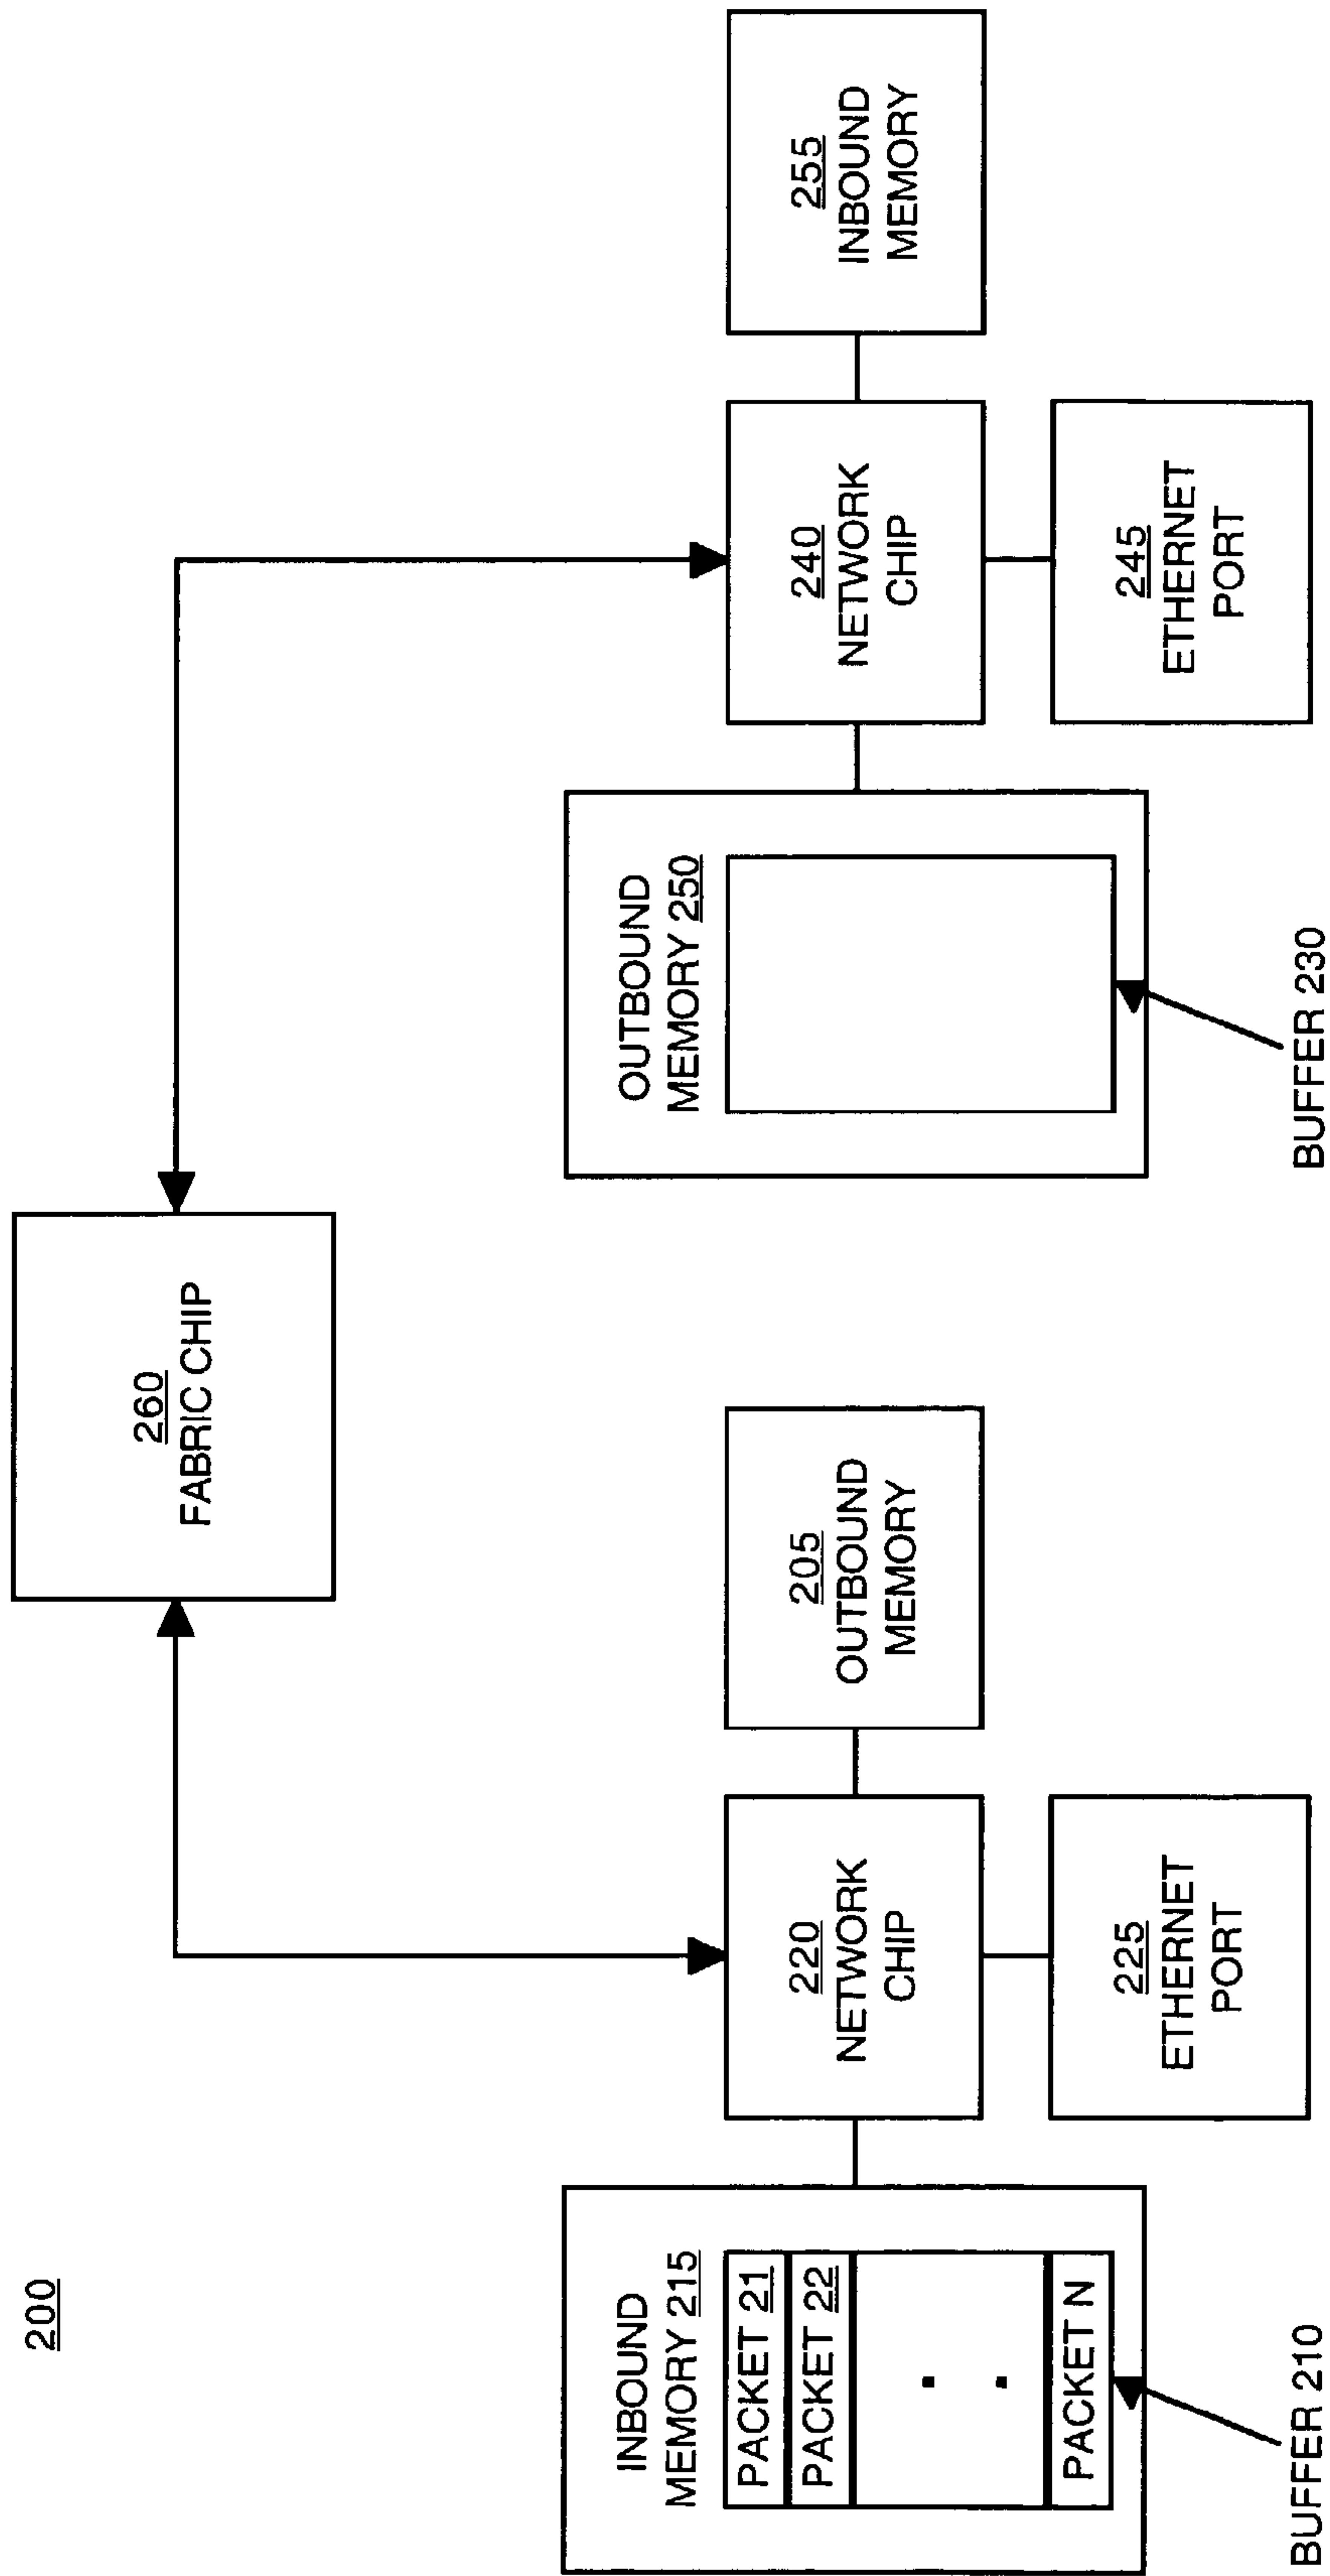 200
260
FABRIC CHIP
INBOUND
MEMORY 215
PACKET 21
PACKET 22
PACKET N
BUFFER 210
220
NETWORK
CHIP
205
OUTBOUND
MEMORY
225
ETHERNET
PORT
OUTBOUND
MEMORY 250
BUFFER 230
240
NETWORK
CHIP
255
INBOUND
MEMORY
245
ETHERNET
PORT